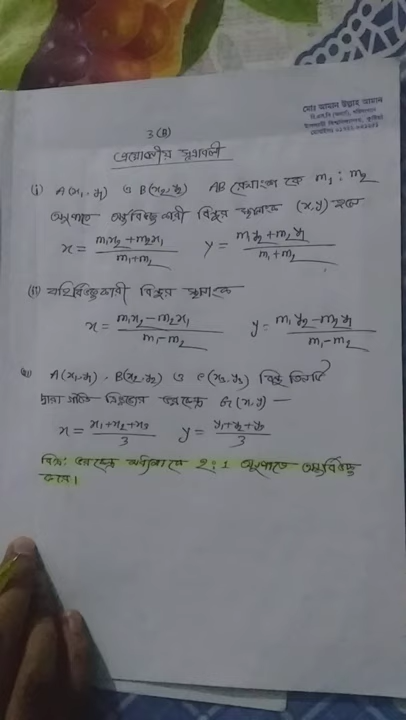 মোঃ আমান উল্লাহ আমান
3 (B)
প্রয়োজনীয় সূত্রাবলী
(i) A(x₁, y₁) ও B(x₂, y₂) AB রেখাংশকে m₁ : m₂
অনুপাতে অন্তর্বিভক্তকারী বিন্দুর স্থানাঙ্ক (x, y) হলে
x = (m₁x₂ + m₂x₁)/(m₁ + m₂) y = (m₁y₂ + m₂y₁)/(m₁ + m₂)
(ii) বহির্বিভক্তকারী বিন্দুর স্থানাংক
x = (m₁x₂ − m₂x₁)/(m₁ − m₂) y = (m₁y₂ − m₂y₁)/(m₁ − m₂)
A(x₁, y₁), B(x₂, y₂) ও C(x₃, y₃) বিন্দু তিনটি
দ্বারা গঠিত ত্রিভুজের ভরকেন্দ্র G(x, y) —
x = (x₁ + x₂ + x₃)/3 y = (y₁ + y₂ + y₃)/3
বিঃদ্রঃ ভরকেন্দ্র মধ্যমাকে 2 : 1 অনুপাতে অন্তর্বিভক্ত
করে।